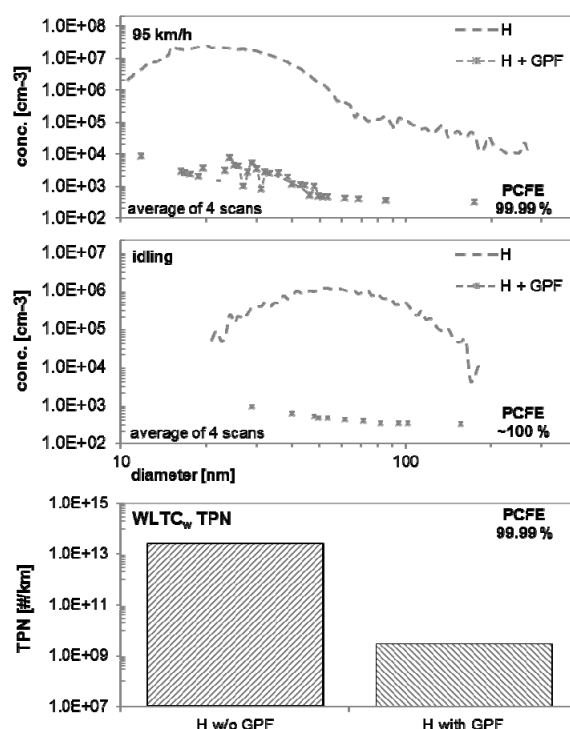 1.0E+08
95 km/h
H
1.0E+07
H + GPF
1.0E+06
conc. [cm-3]
1.0E+05
1.0E+04
1.0E+03
PCFE
average of 4 scans
99.99 %
1.0E+02
idling
1.0E+07
H
H + GPF
1.0E+06
conc. [cm-3]
1.0E+05
1.0E+04
1.0E+03
PCFE
average of 4 scans
~100 %
1.0E+02
10
100
diameter [nm]
1.0E+15
WLTCw TPN
PCFE
99.99 %
1.0E+13
TPN [#/km]
1.0E+11
1.0E+09
1.0E+07
H w/o GPF
H with GPF